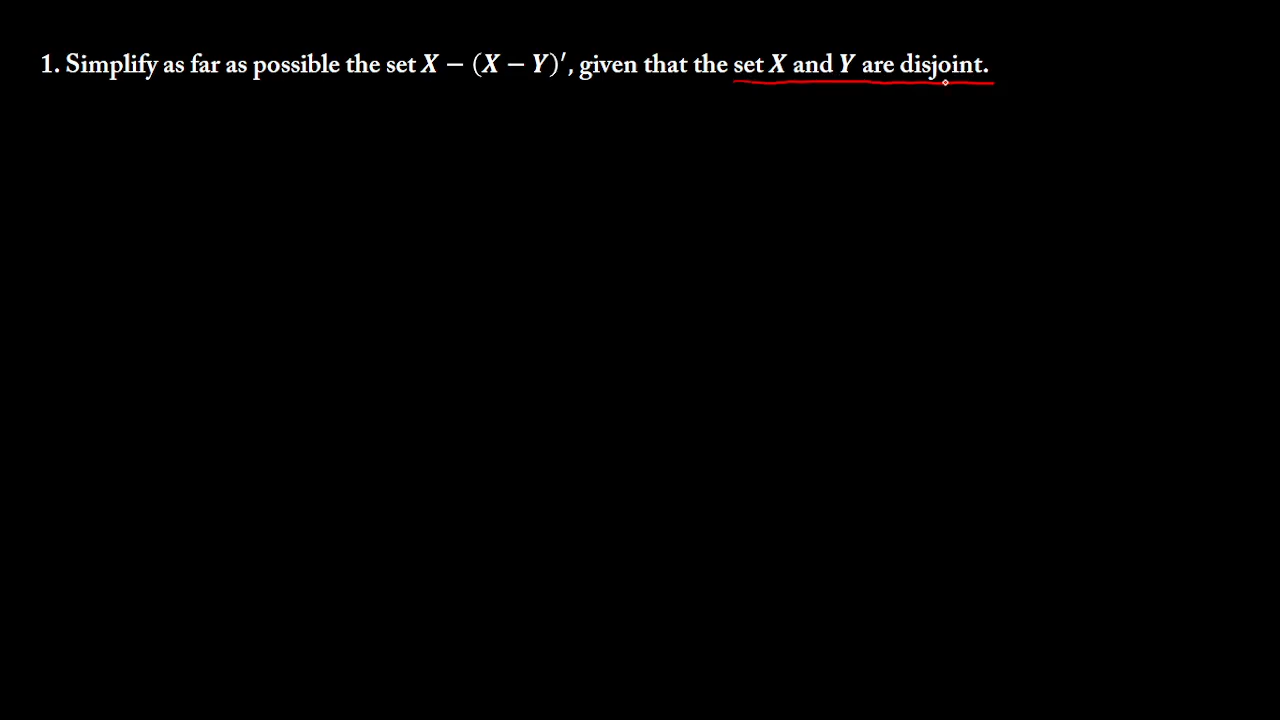 1. Simplify as far as possible the set X − (X − Y)′, given that the set X and Y are disjoint.